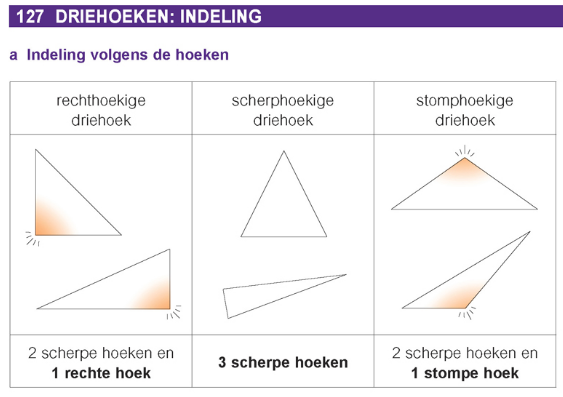 127 DRIEHOEKEN: INDELING
a Indeling volgens de hoeken
rechthoekige
driehoek
scherphoekige
driehoek
stomphoekige
driehoek
2 scherpe hoeken en
1 rechte hoek
3 scherpe hoeken
2 scherpe hoeken en
1 stompe hoek